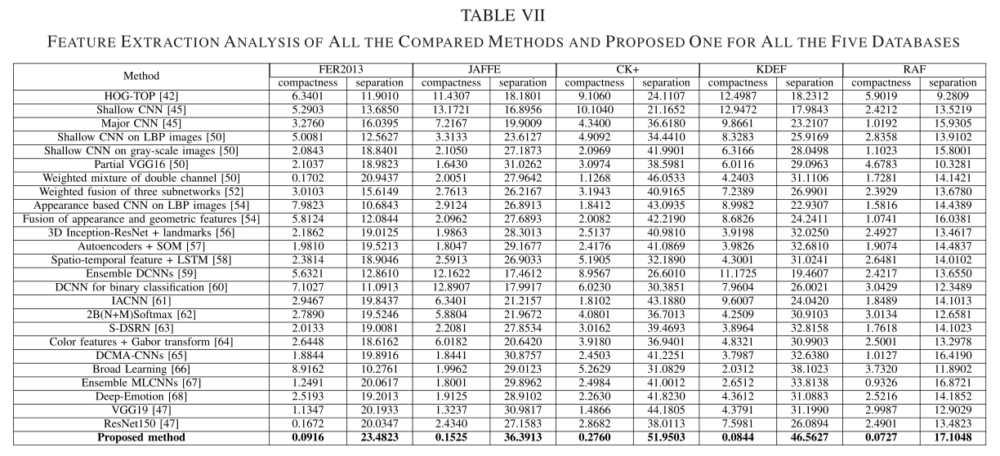 TABLE VII
FEATURE EXTRACTION ANALYSIS OF ALL THE COMPARED METHODS AND PROPOSED ONE FOR ALL THE FIVE DATABASES
Method FER2013 JAFFE CK+ KDEF RAF
compactness separation compactness separation compactness separation compactness separation compactness separation
HOG-TOP [42] 6.3401 11.9010 11.4307 18.1801 9.1060 24.1107 12.4987 18.2312 5.9019 9.2809
Shallow CNN [45] 5.2903 13.6850 13.1721 16.8956 10.1040 21.1652 12.9472 17.9843 2.4212 13.5219
Major CNN [45] 3.2760 16.0395 7.2167 19.9009 4.3400 36.6180 9.8661 23.2107 1.0192 15.9305
Shallow CNN on LBP images [50] 5.0081 12.5627 3.3133 23.6127 4.9092 34.4410 8.3283 25.9169 2.8358 13.9102
Shallow CNN on gray-scale images [50] 2.0843 18.8401 2.1050 27.1873 2.0969 41.9901 6.3166 28.0498 1.1023 15.8001
Partial VGG16 [50] 2.1037 18.9823 1.6430 31.0262 3.0974 38.5981 6.0116 29.0963 4.6783 10.3281
Weighted mixture of double channel [50] 0.1702 20.9437 2.0051 27.9642 1.1268 46.0533 4.2403 31.1106 1.7281 14.1421
Weighted fusion of three subnetworks [52] 3.0103 15.6149 2.7613 26.2167 3.1943 40.9165 7.2389 26.9901 2.3929 13.6780
Appearance based CNN on LBP images [54] 7.9823 10.6843 2.9124 26.8913 1.8412 43.0935 8.9982 22.9307 1.5816 14.4389
Fusion of appearance and geometric features [54] 5.8124 12.0844 2.0962 27.6893 2.0082 42.2190 8.6826 24.2411 1.0741 16.0381
3D Inception-ResNet + landmarks [56] 2.1862 19.0125 1.9863 28.3013 2.5137 40.9810 3.9198 32.0250 2.4927 13.4617
Autoencoders + SOM [57] 1.9810 19.5213 1.8047 29.1677 2.4176 41.0869 3.9826 32.6810 1.9074 14.4837
Spatio-temporal feature + LSTM [58] 2.3814 18.9046 2.5913 26.9033 5.1905 32.1890 4.3001 31.0241 2.6481 14.0102
Ensemble DCNNs [59] 5.6321 12.8610 12.1622 17.4612 8.9567 26.6010 11.1725 19.4607 2.4217 13.6550
DCNN for binary classification [60] 7.1027 11.0913 12.8907 17.9917 6.0230 30.3851 7.9604 26.0021 3.0429 12.3489
IACNN [61] 2.9467 19.8437 6.3401 21.2157 1.8102 43.1880 9.6007 24.0420 1.8489 14.1013
2B(N+M)Softmax [62] 2.7890 19.5246 5.8804 21.9672 4.0801 36.7013 4.2509 30.9103 3.0134 12.6581
S-DSRN [63] 2.0133 19.0081 2.2081 27.8534 3.0162 39.4693 3.8964 32.8158 1.7618 14.1023
Color features + Gabor transform [64] 2.6448 18.6162 6.0182 20.6420 3.9180 36.9401 4.8321 30.9903 2.5001 13.2978
DCMA-CNNs [65] 1.8844 19.8916 1.8441 30.8757 2.4503 41.2251 3.7987 32.6380 1.0127 16.4190
Broad Learning [66] 8.9162 10.2761 1.9962 29.0123 5.2629 31.0829 2.0312 38.1023 3.7320 11.8902
Ensemble MLCNNs [67] 1.2491 20.0617 1.8001 29.8962 2.4984 41.0012 2.6512 33.8138 0.9326 16.8721
Deep-Emotion [68] 2.5193 19.2013 1.9125 28.9102 2.2630 41.8230 4.3612 31.0883 2.5216 14.1852
VGG19 [47] 1.1347 20.1933 1.3237 30.9817 1.4866 44.1805 4.3791 31.1990 2.9987 12.9029
ResNet150 [47] 0.1672 20.0347 2.4340 27.1583 2.8682 38.0113 7.5981 26.0894 2.4901 13.4823
Proposed method 0.0916 23.4823 0.1525 36.3913 0.2760 51.9503 0.0844 46.5627 0.0727 17.1048